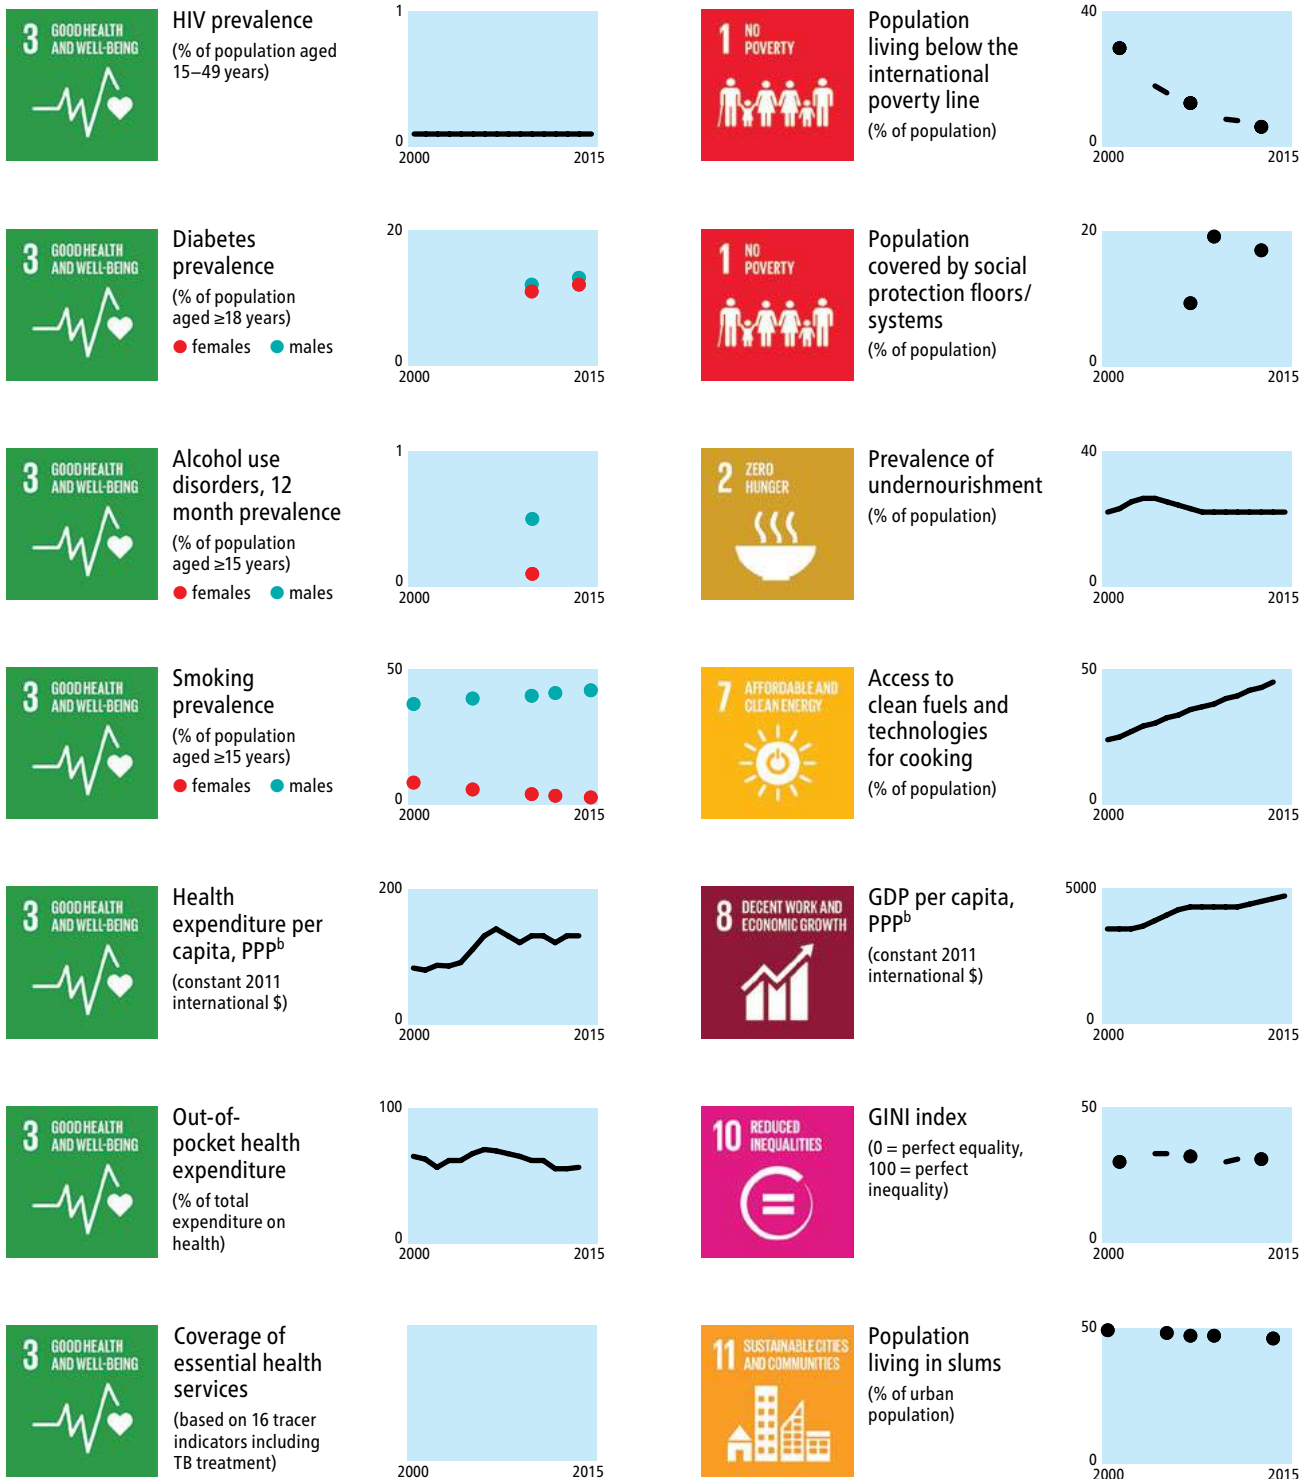 3 GOOD HEALTH
AND WELL-BEING
HIV prevalence
(% of population aged
15–49 years)
1
0
2000 2015
3 GOOD HEALTH
AND WELL-BEING
Diabetes
prevalence
(% of population
aged ≥18 years)
females males
20
0
2000 2015
3 GOOD HEALTH
AND WELL-BEING
Alcohol use
disorders, 12
month prevalence
(% of population
aged ≥15 years)
females males
1
0
2000 2015
3 GOOD HEALTH
AND WELL-BEING
Smoking
prevalence
(% of population
aged ≥15 years)
females males
50
0
2000 2015
3 GOOD HEALTH
AND WELL-BEING
Health
expenditure per
capita, PPPb
(constant 2011
international $)
200
0
2000 2015
3 GOOD HEALTH
AND WELL-BEING
Out-of-
pocket health
expenditure
(% of total
expenditure on
health)
100
0
2000 2015
3 GOOD HEALTH
AND WELL-BEING
Coverage of
essential health
services
(based on 16 tracer
indicators including
TB treatment)
2000 2015
1 NO
POVERTY
Population
living below the
international
poverty line
(% of population)
40
0
2000 2015
1 NO
POVERTY
Population
covered by social
protection floors/
systems
(% of population)
20
0
2000 2015
2 ZERO
HUNGER
Prevalence of
undernourishment
(% of population)
40
0
2000 2015
7 AFFORDABLE AND
CLEAN ENERGY
Access to
clean fuels and
technologies
for cooking
(% of population)
50
0
2000 2015
8 DECENT WORK AND
ECONOMIC GROWTH
GDP per capita,
PPPb
(constant 2011
international $)
5000
0
2000 2015
10 REDUCED
INEQUALITIES
GINI index
(0 = perfect equality,
100 = perfect
inequality)
50
0
2000 2015
11 SUSTAINABLE CITIES
AND COMMUNITIES
Population
living in slums
(% of urban
population)
50
0
2000 2015